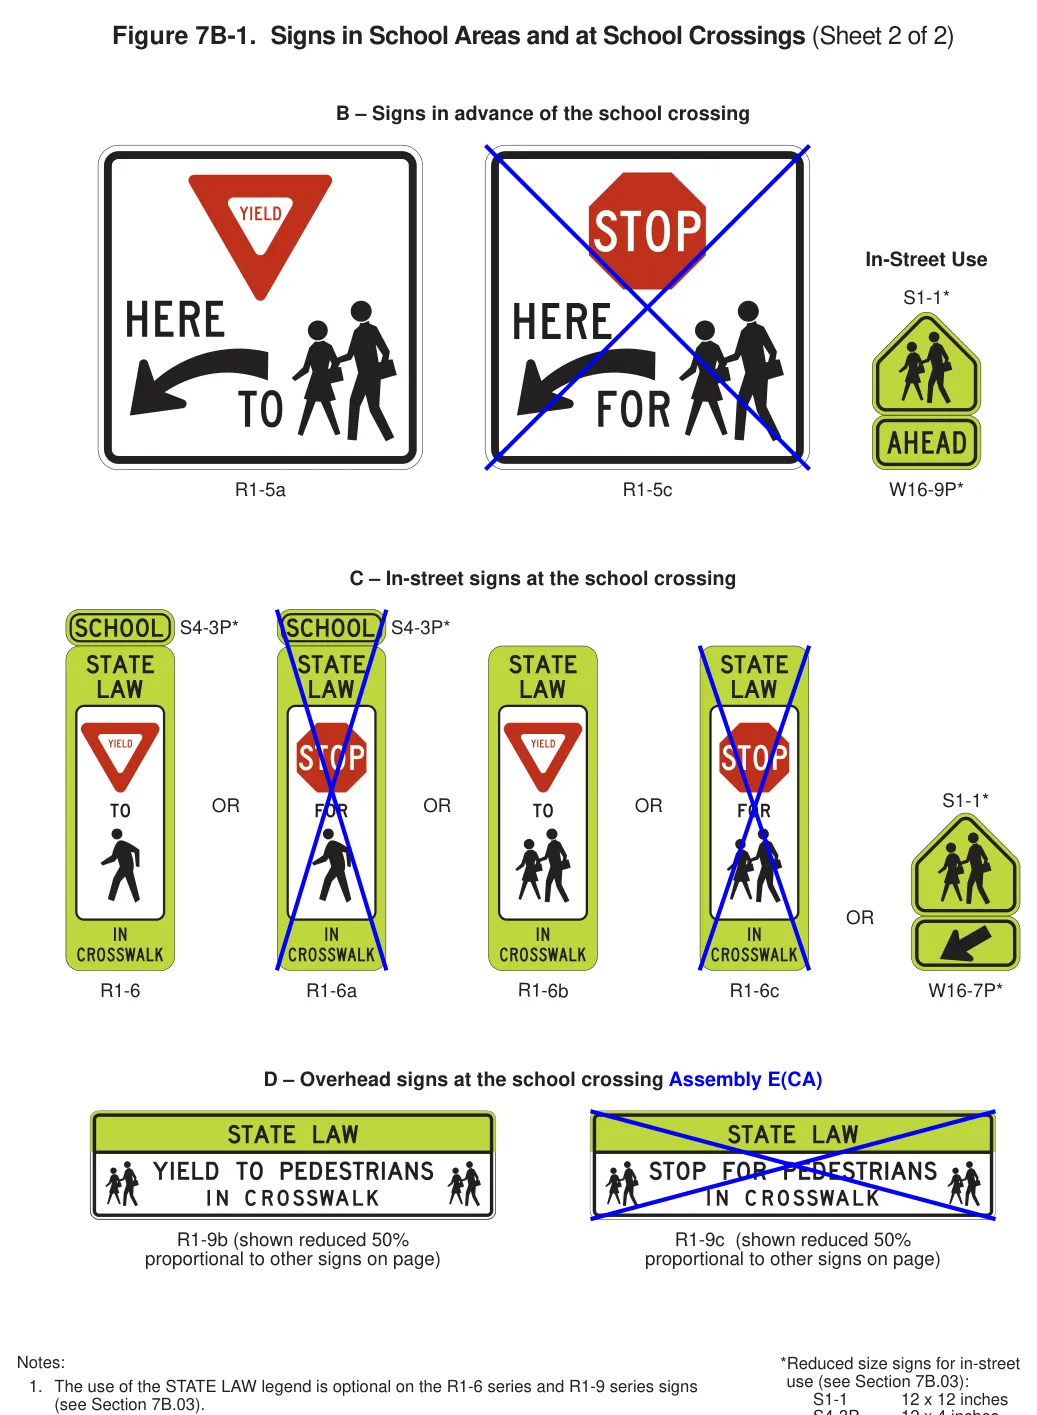 Figure 7B-1. Signs in School Areas and at School Crossings (Sheet 2 of 2)
B – Signs in advance of the school crossing
YIELD
HERE
TO
R1-5a
STOP
HERE
FOR
R1-5c
In-Street Use
S1-1*
AHEAD
W16-9P*
C – In-street signs at the school crossing
SCHOOL S4-3P*
STATE
LAW
YIELD
TO
IN
CROSSWALK
R1-6
OR
SCHOOL S4-3P*
STATE
LAW
STOP
FOR
IN
CROSSWALK
R1-6a
OR
STATE
LAW
YIELD
TO
IN
CROSSWALK
R1-6b
OR
STATE
LAW
STOP
FOR
IN
CROSSWALK
R1-6c
OR
S1-1*
W16-7P*
D – Overhead signs at the school crossing Assembly E(CA)
STATE LAW
YIELD TO PEDESTRIANS
IN CROSSWALK
R1-9b (shown reduced 50%
proportional to other signs on page)
STATE LAW
STOP FOR PEDESTRIANS
IN CROSSWALK
R1-9c (shown reduced 50%
proportional to other signs on page)
Notes:
1. The use of the STATE LAW legend is optional on the R1-6 series and R1-9 series signs
(see Section 7B.03).
*Reduced size signs for in-street
use (see Section 7B.03):
S1-1 12 x 12 inches
S4-3P 12 x 4 inches